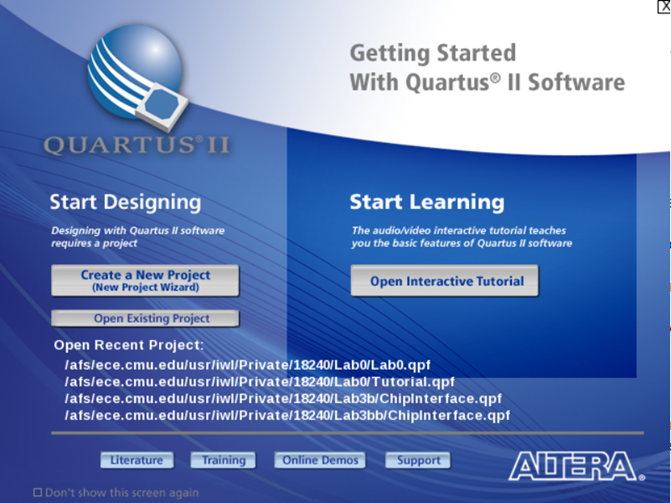 X
Getting Started
With Quartus® II Software
QUARTUS® II
Start Designing
Designing with Quartus II software
requires a project
Create a New Project
(New Project Wizard)
Open Existing Project
Start Learning
The audio/video interactive tutorial teaches
you the basic features of Quartus II software
Open Interactive Tutorial
Open Recent Project:
/afs/ece.cmu.edu/usr/iwl/Private/18240/Lab0/Lab0.qpf
/afs/ece.cmu.edu/usr/iwl/Private/18240/Lab0/Tutorial.qpf
/afs/ece.cmu.edu/usr/iwl/Private/18240/Lab3b/ChipInterface.qpf
/afs/ece.cmu.edu/usr/iwl/Private/18240/Lab3bb/ChipInterface.qpf
Literature Training Online Demos Support
ALTERA®
Don't show this screen again